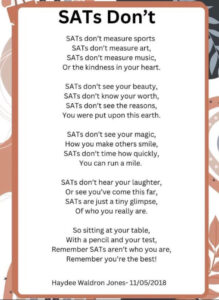 SATs Don't
SATs don't measure sports
SATs don't measure art,
SATs don't measure music,
Or the kindness in your heart.
SATs don't see your beauty,
SATs don't know your worth,
SATs don't see the reasons,
You were put upon this earth.
SATs don't see your magic,
How you make others smile,
SATs don't time how quickly,
You can run a mile.
SATs don't hear your laughter,
Or see you've come this far,
SATs are just a tiny glimpse,
Of who you really are.
So sitting at your table,
With a pencil and your test,
Remember SATs aren't who you are,
Remember you're the best!
Haydee Waldron Jones- 11/05/2018